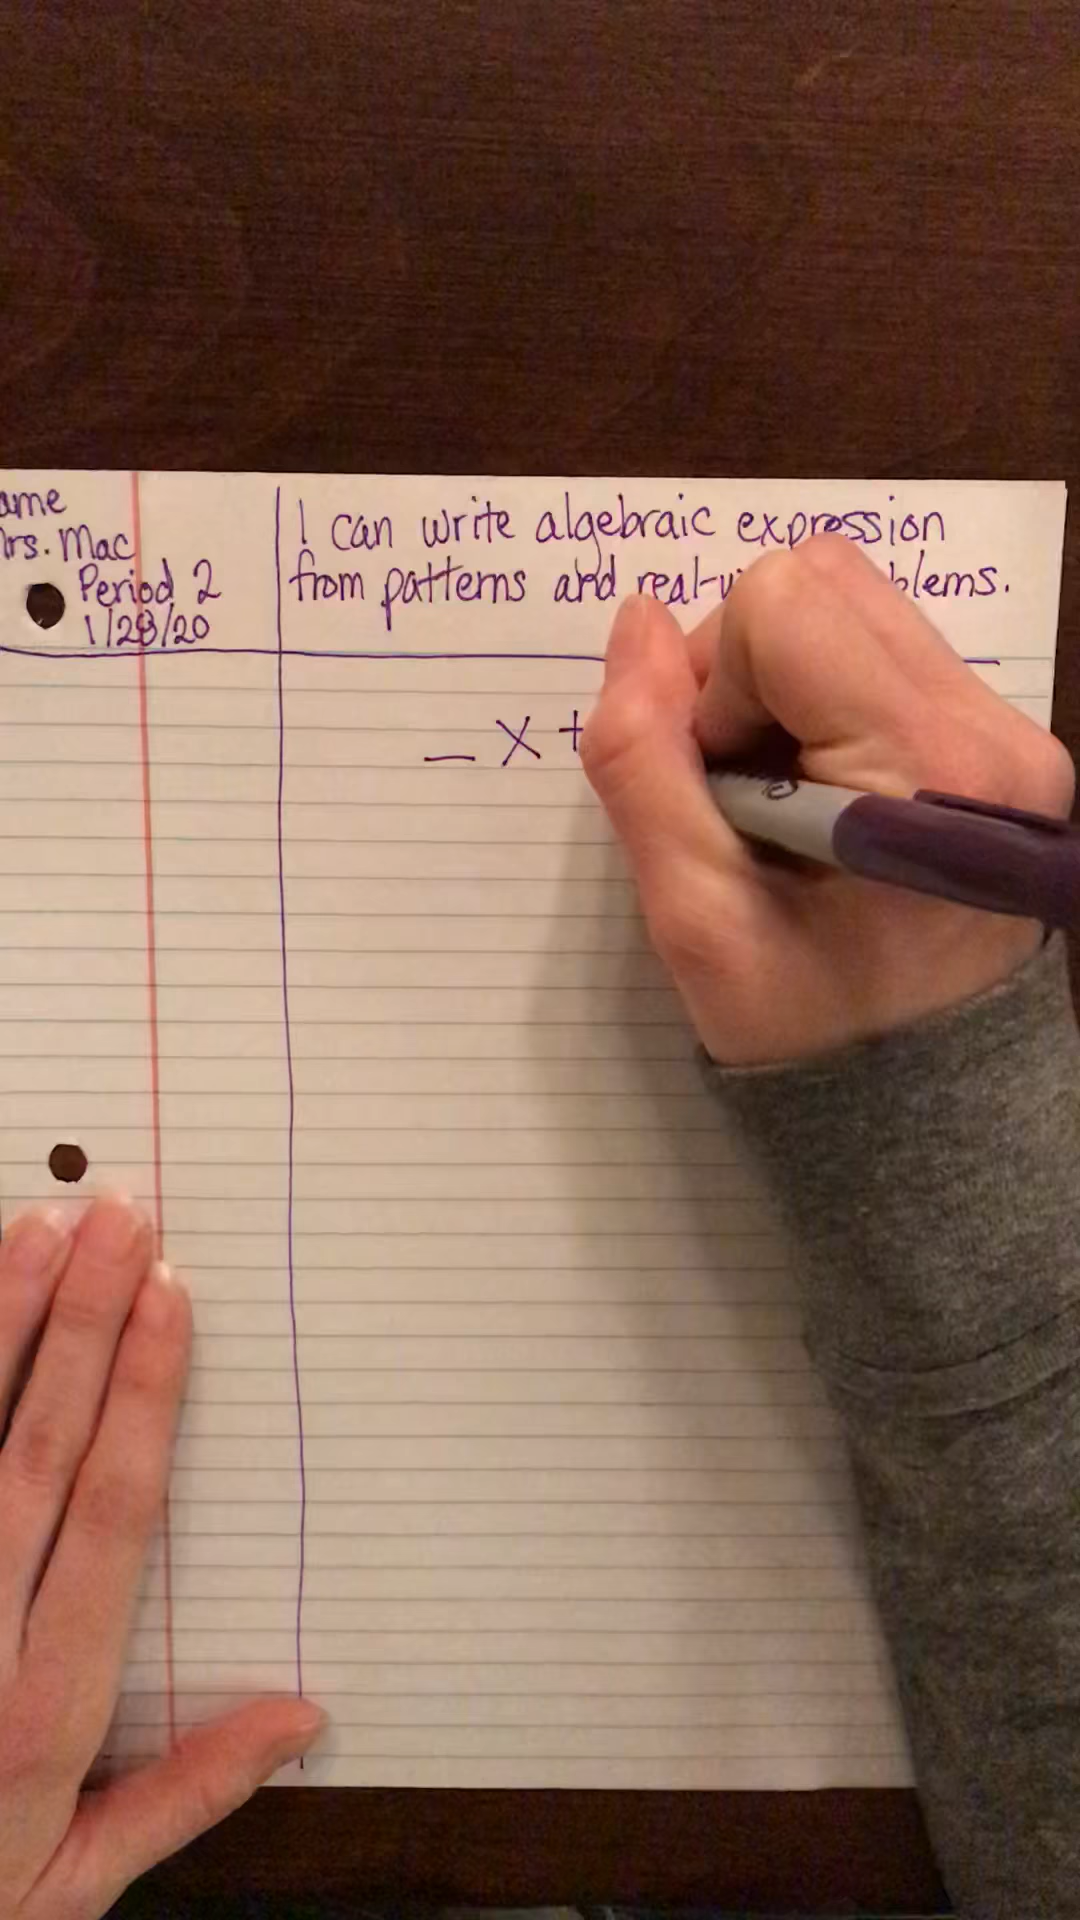 ame
rs. Mac
Period 2
1/28/20
I can write algebraic expression
from patterns and real- blems.
_ x +